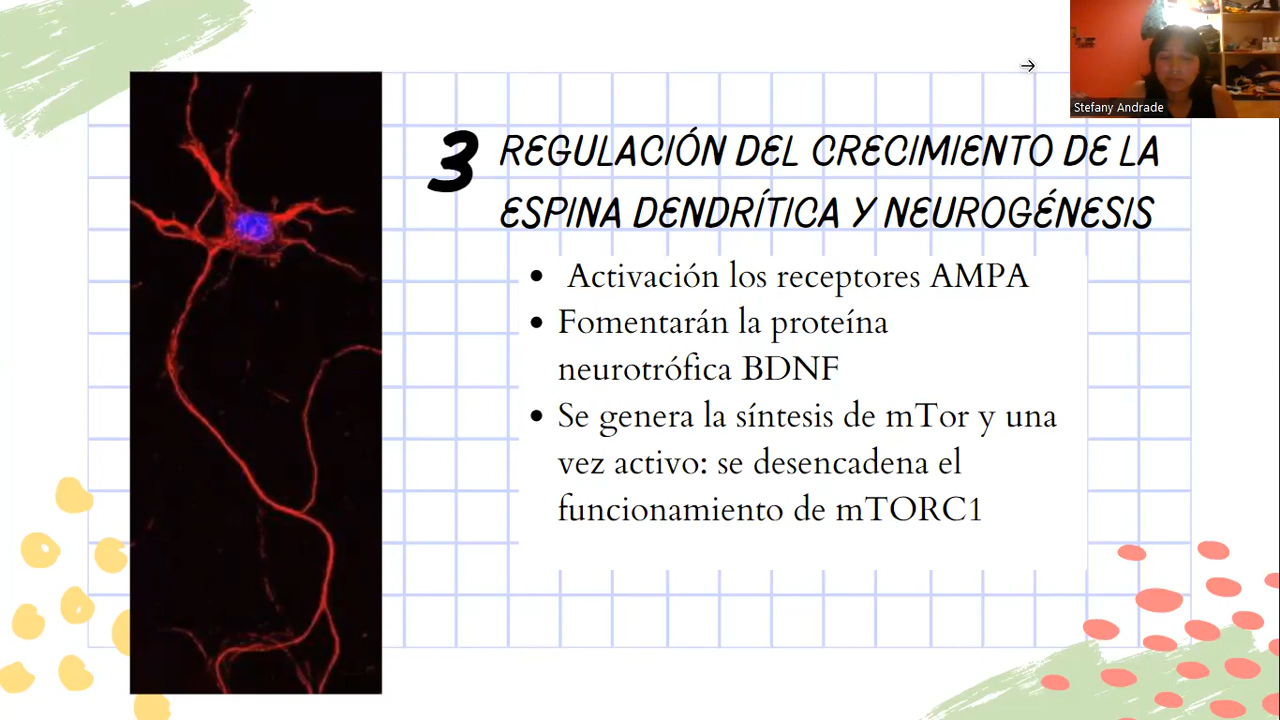 Stefany Andrade
3 REGULACIÓN DEL CRECIMIENTO DE LA
ESPINA DENDRÍTICA Y NEUROGÉNESIS
• Activación los receptores AMPA
• Fomentarán la proteína
neurotrófica BDNF
• Se genera la síntesis de mTor y una
vez activo: se desencadena el
funcionamiento de mTORC1